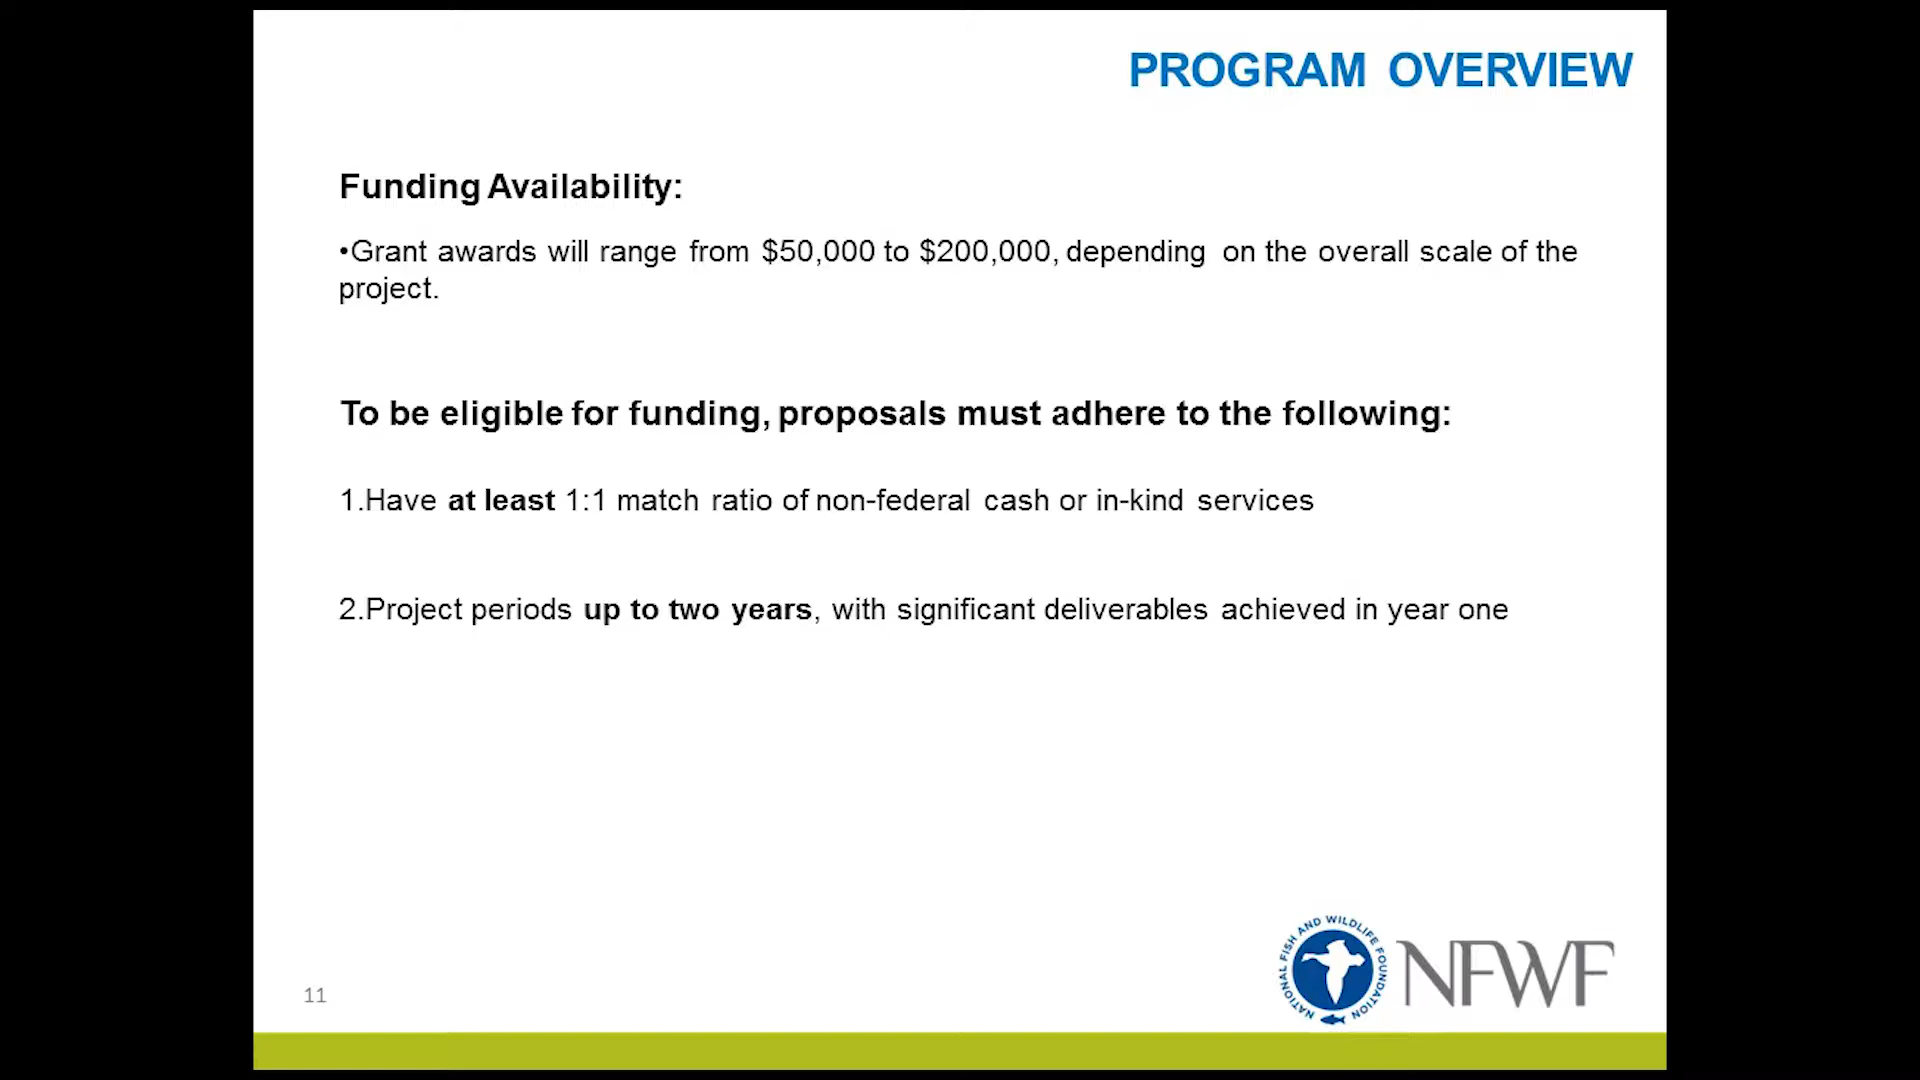 PROGRAM OVERVIEW
Funding Availability:
•Grant awards will range from $50,000 to $200,000, depending on the overall scale of the
project.
To be eligible for funding, proposals must adhere to the following:
1.Have at least 1:1 match ratio of non-federal cash or in-kind services
2.Project periods up to two years, with significant deliverables achieved in year one
NATIONAL FISH AND WILDLIFE FOUNDATION
NFWF
11